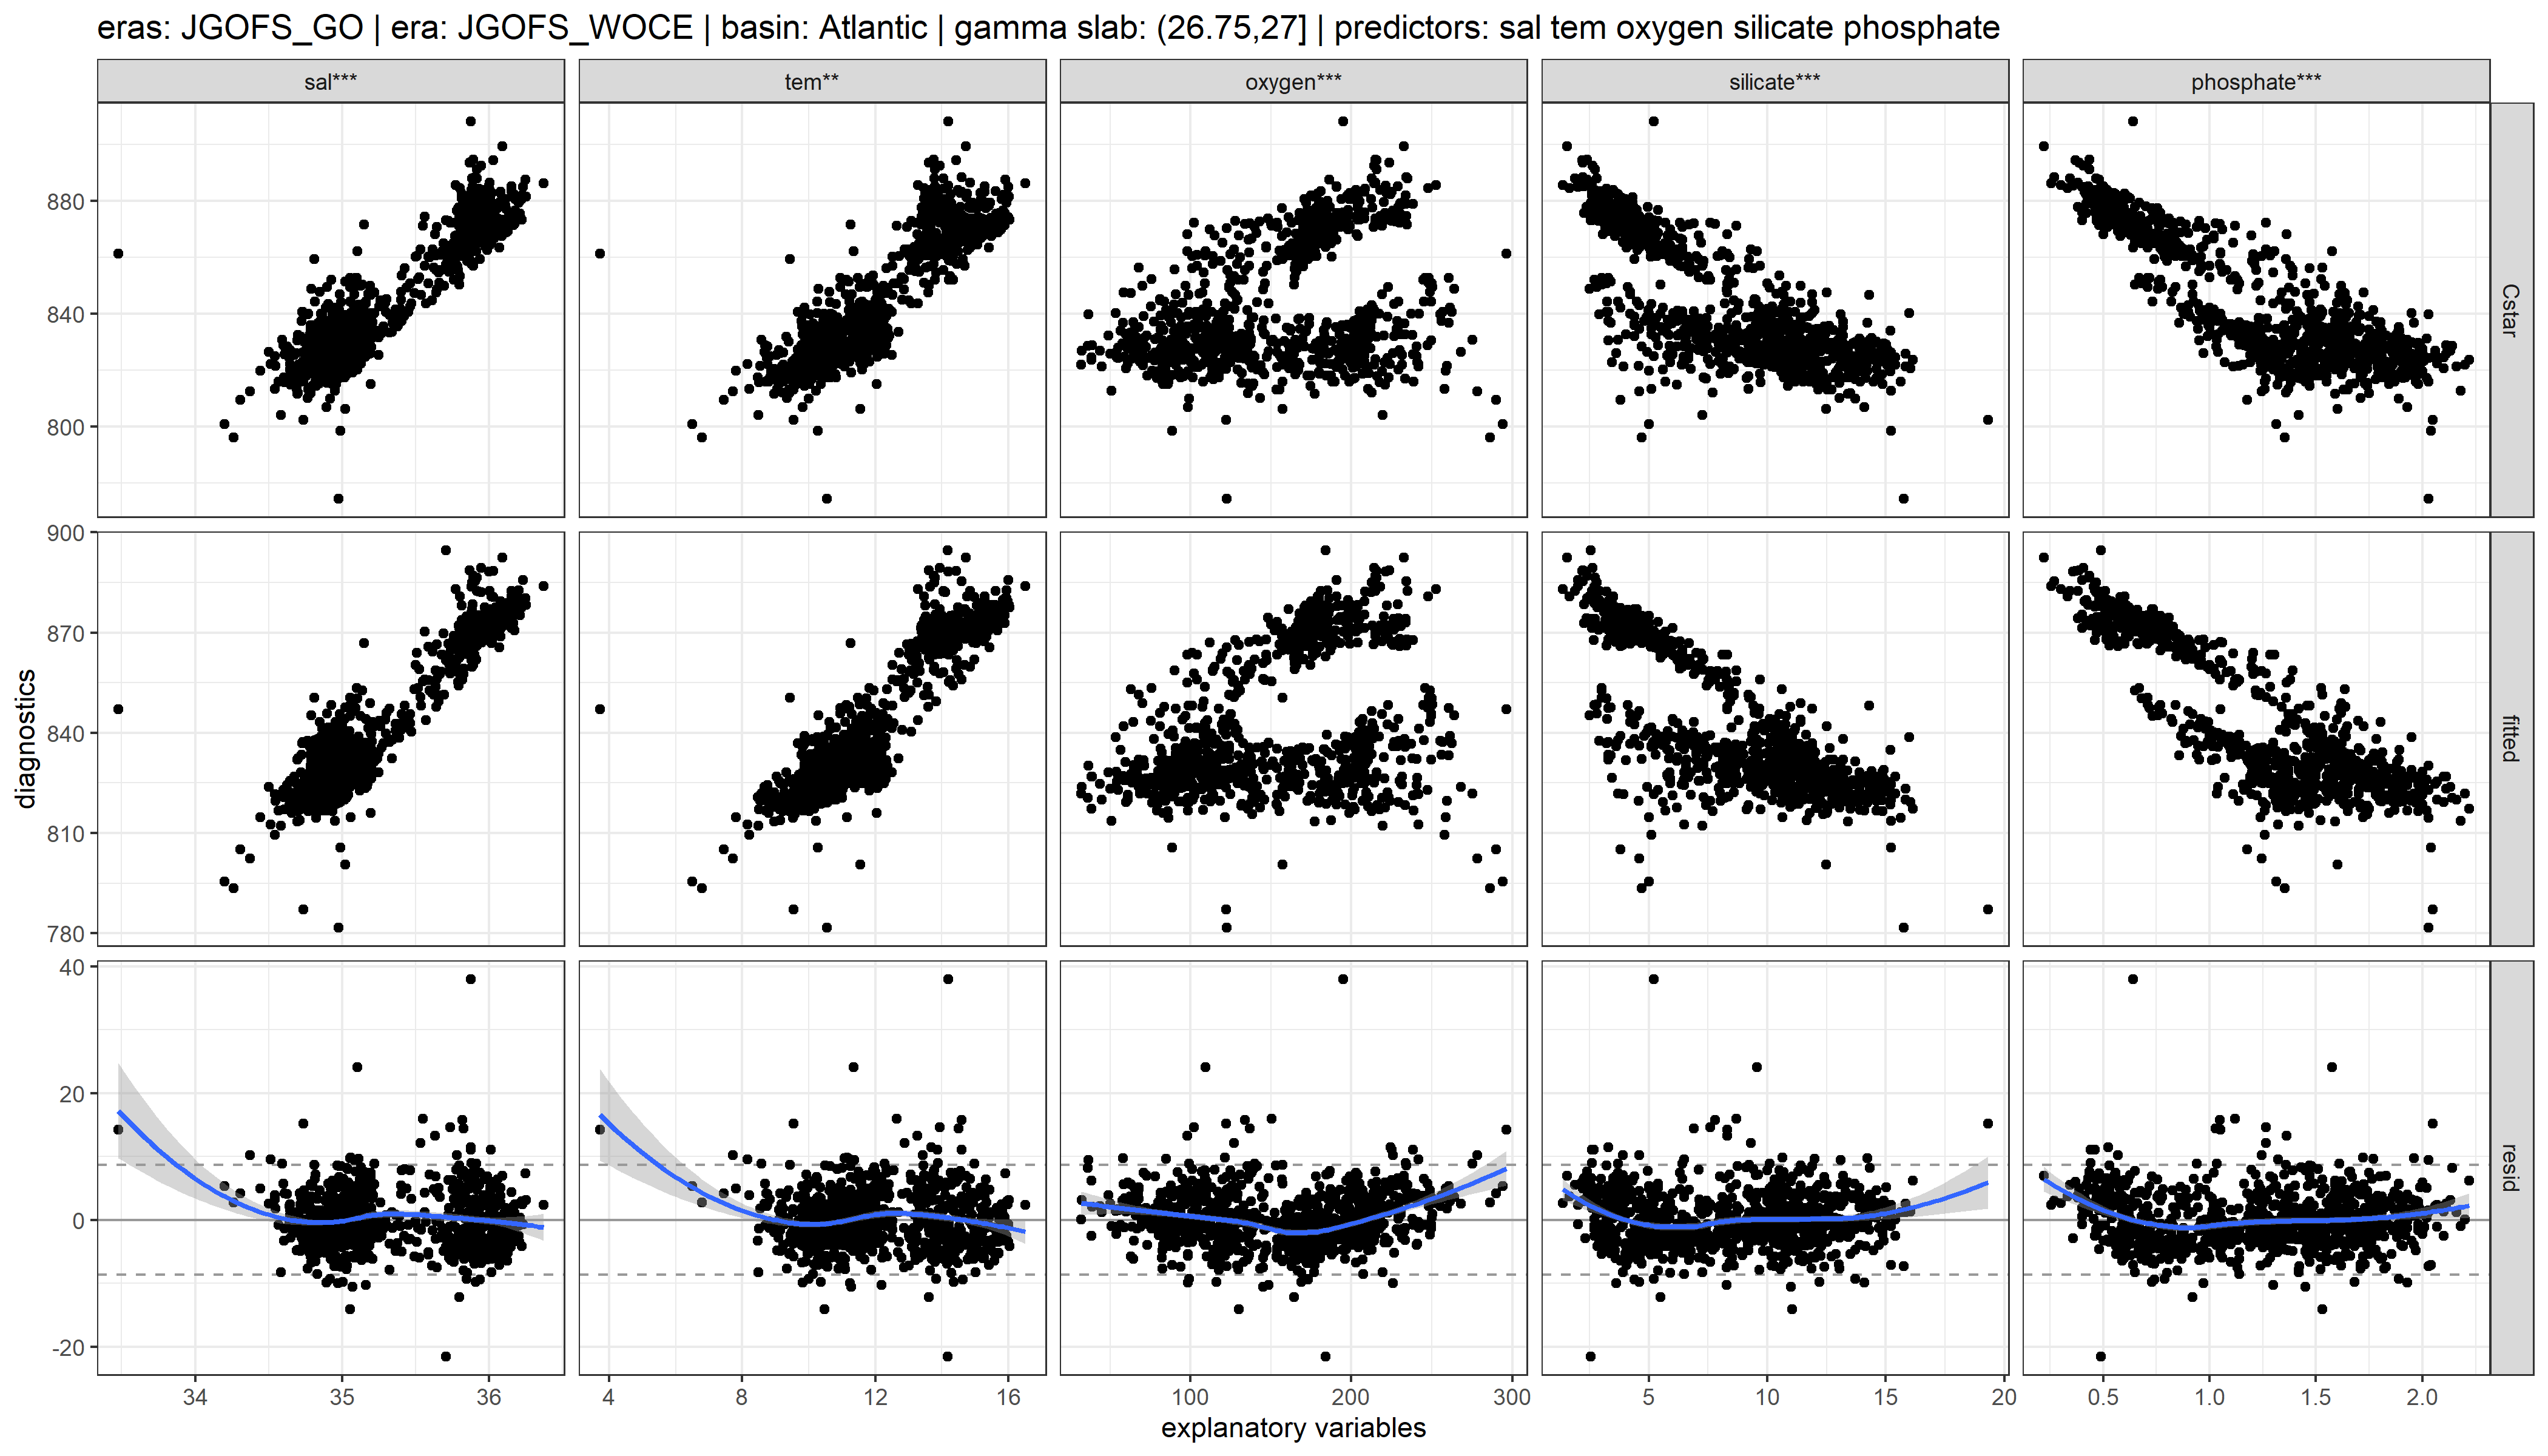 eras: JGOFS_GO | era: JGOFS_WOCE | basin: Atlantic | gamma slab: (26.75,27] | predictors: sal tem oxygen silicate phosphate
sal*** tem** oxygen*** silicate*** phosphate***
880
840
800
Cstar
900
870
840
810
780
fitted
diagnostics
40
20
0
-20
resid
34 35 36 4 8 12 16 100 200 300 5 10 15 20 0.5 1.0 1.5 2.0
explanatory variables